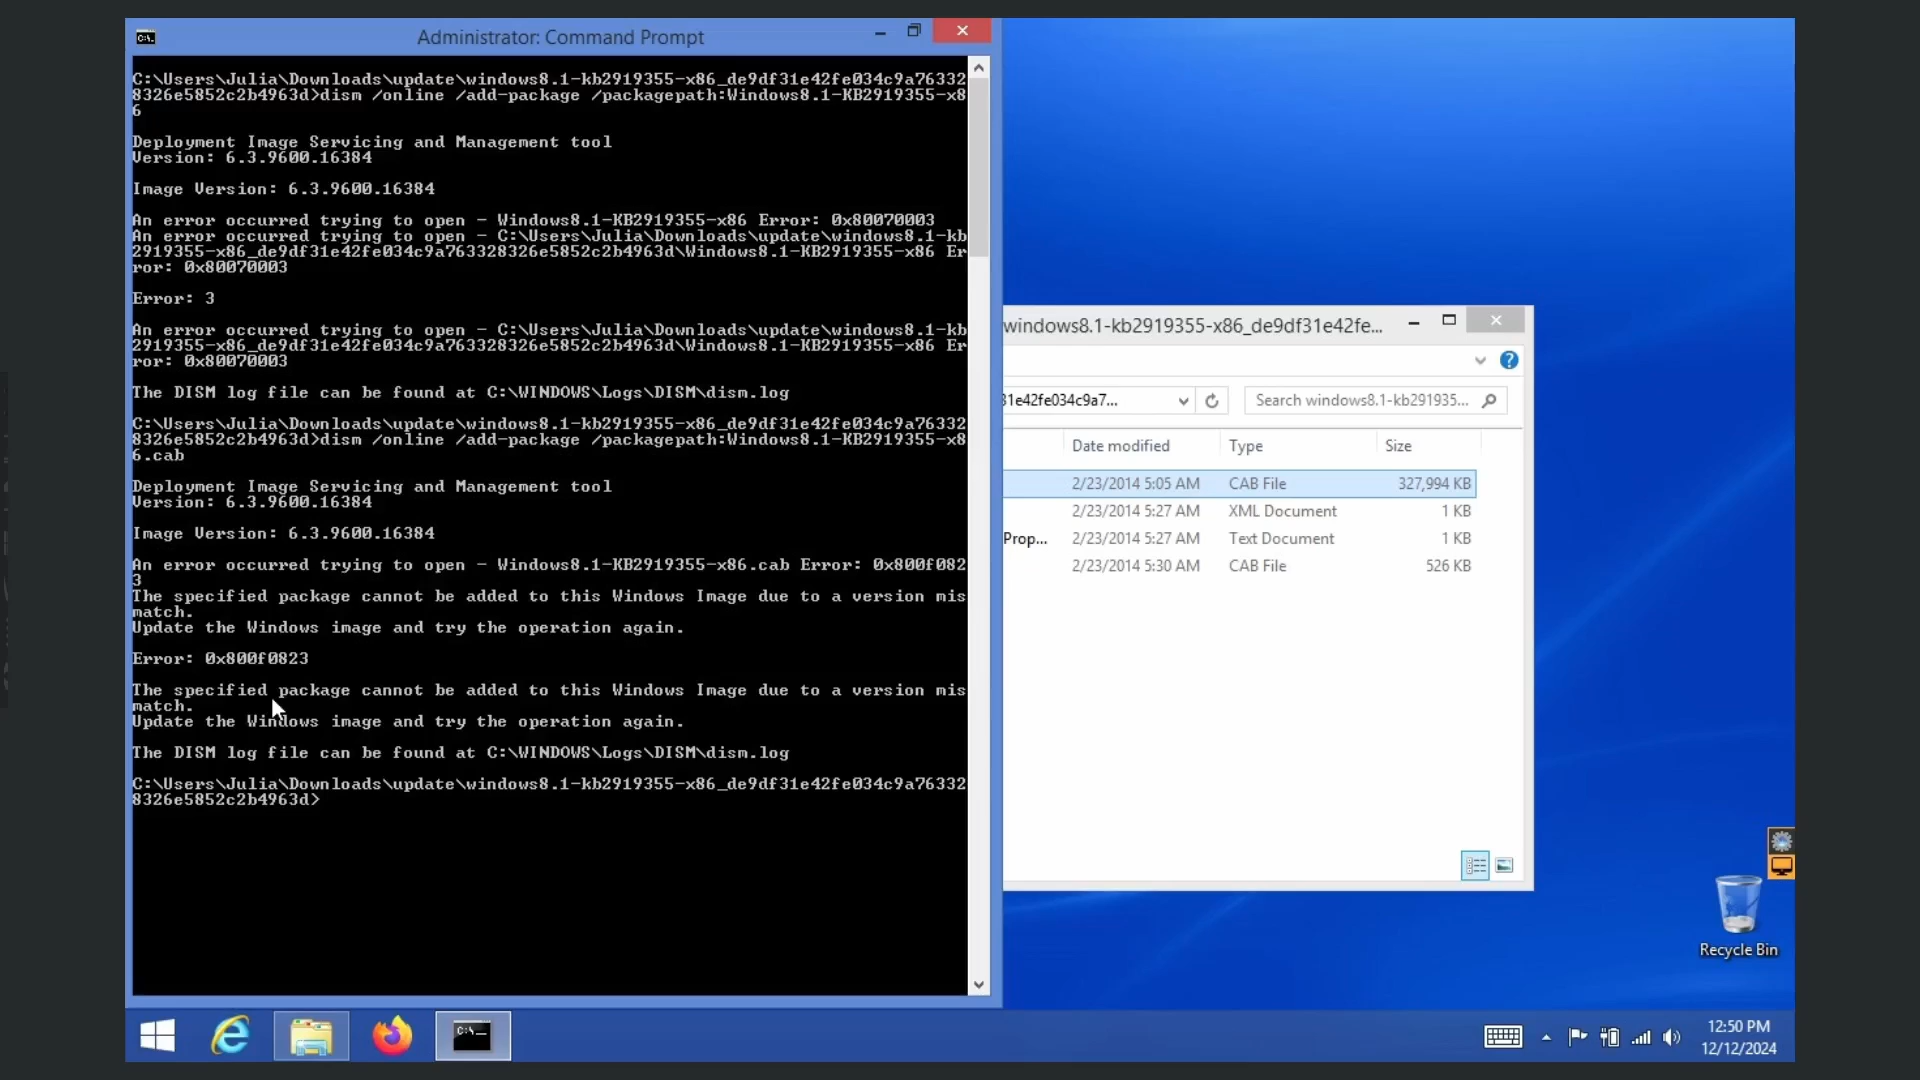 Administrator: Command Prompt
C:\Users\Julia\Downloads\update\windows8.1-kb2919355-x86_de9df31e42fe034c9a76332
8326e5852c2b4963d>dism /online /add-package /packagepath:Windows8.1-KB2919355-x8
6
Deployment Image Servicing and Management tool
Version: 6.3.9600.16384
Image Version: 6.3.9600.16384
An error occurred trying to open - Windows8.1-KB2919355-x86 Error: 0x80070003
An error occurred trying to open - C:\Users\Julia\Downloads\update\windows8.1-kb
2919355-x86_de9df31e42fe034c9a763328326e5852c2b4963d\Windows8.1-KB2919355-x86 Er
ror: 0x80070003
Error: 3
An error occurred trying to open - C:\Users\Julia\Downloads\update\windows8.1-kb
2919355-x86_de9df31e42fe034c9a763328326e5852c2b4963d\Windows8.1-KB2919355-x86 Er
ror: 0x80070003
The DISM log file can be found at C:\WINDOWS\Logs\DISM\dism.log
C:\Users\Julia\Downloads\update\windows8.1-kb2919355-x86_de9df31e42fe034c9a76332
8326e5852c2b4963d>dism /online /add-package /packagepath:Windows8.1-KB2919355-x8
6.cab
Deployment Image Servicing and Management tool
Version: 6.3.9600.16384
Image Version: 6.3.9600.16384
An error occurred trying to open - Windows8.1-KB2919355-x86.cab Error: 0x800f082
3
The specified package cannot be added to this Windows Image due to a version mis
match.
Update the Windows image and try the operation again.
Error: 0x800f0823
The specified package cannot be added to this Windows Image due to a version mis
match.
Update the Windows image and try the operation again.
The DISM log file can be found at C:\WINDOWS\Logs\DISM\dism.log
C:\Users\Julia\Downloads\update\windows8.1-kb2919355-x86_de9df31e42fe034c9a76332
8326e5852c2b4963d>
windows8.1-kb2919355-x86_de9df31e42fe...
31e42fe034c9a7... Search windows8.1-kb291935...
Date modified Type Size
2/23/2014 5:05 AM CAB File 327,994 KB
2/23/2014 5:27 AM XML Document 1 KB
Prop... 2/23/2014 5:27 AM Text Document 1 KB
2/23/2014 5:30 AM CAB File 526 KB
Recycle Bin
12:50 PM
12/12/2024